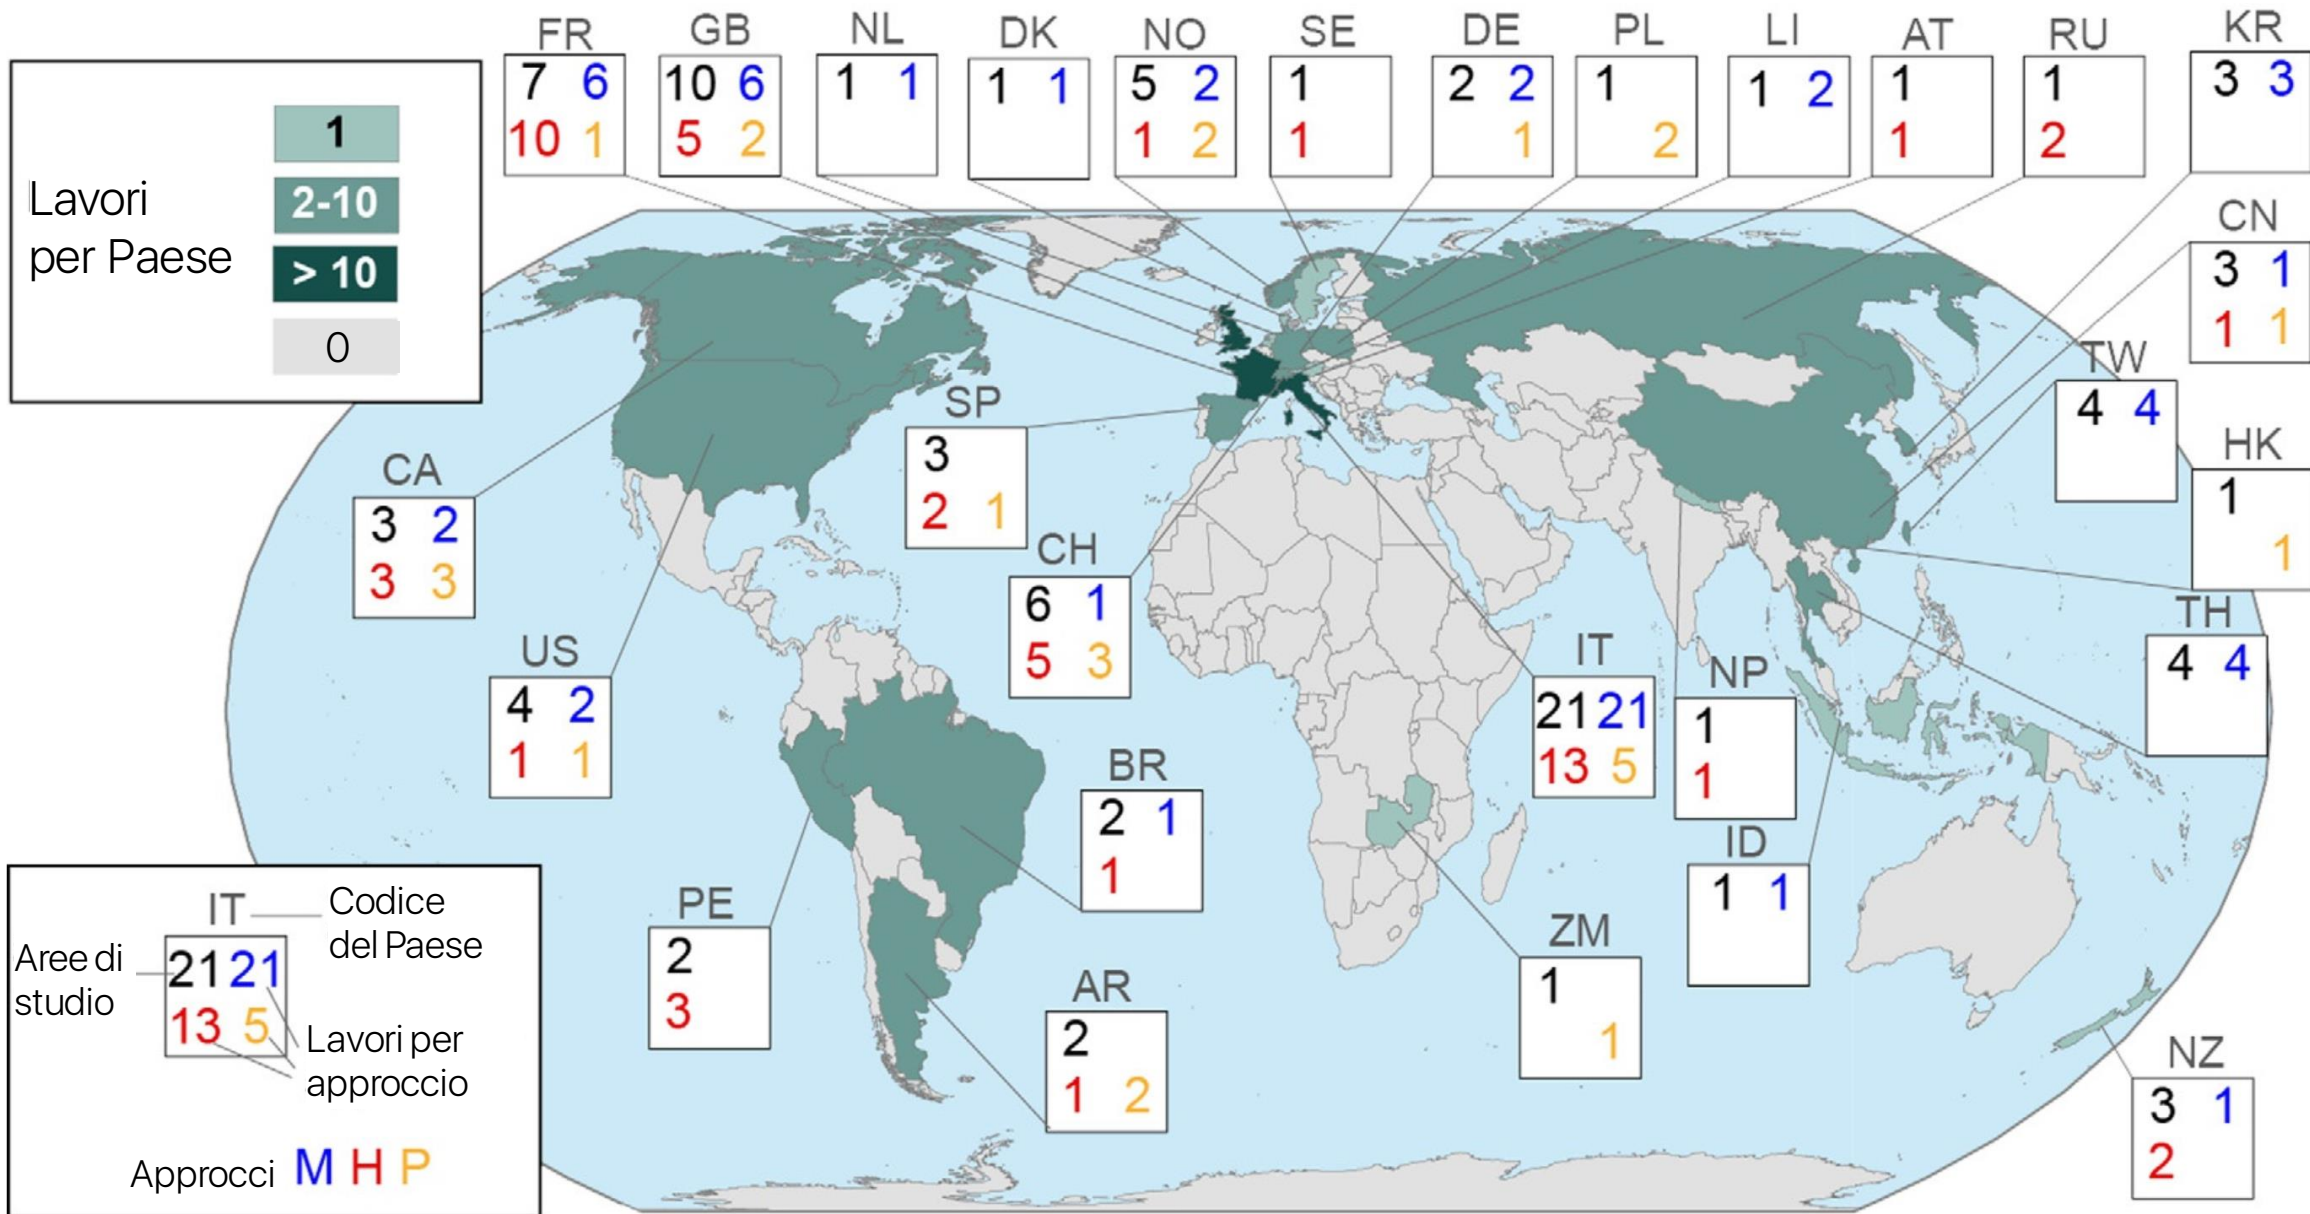 FR GB NL DK NO SE DE PL LI AT RU KR
7 6 10 6 1 1 1 1 5 2 1 2 2 1 1 2 1 1 3 3
10 1 5 2 1 2 1 1 2 1 2
Lavori
per Paese
1
2-10
> 10
0
CN
3 1
1 1
TW
4 4
HK
1
1
SP
3
2 1
CA
3 2
3 3
CH
6 1
5 3
TH
4 4
US
4 2
1 1
IT
21 21
13 5
NP
1
1
BR
2 1
1
ID
1 1
PE
2
3
ZM
1
1
AR
2
1 2
NZ
3 1
2
IT
Codice
del Paese
Aree di
studio
21 21
13 5
Lavori per
approccio
Approcci M H P